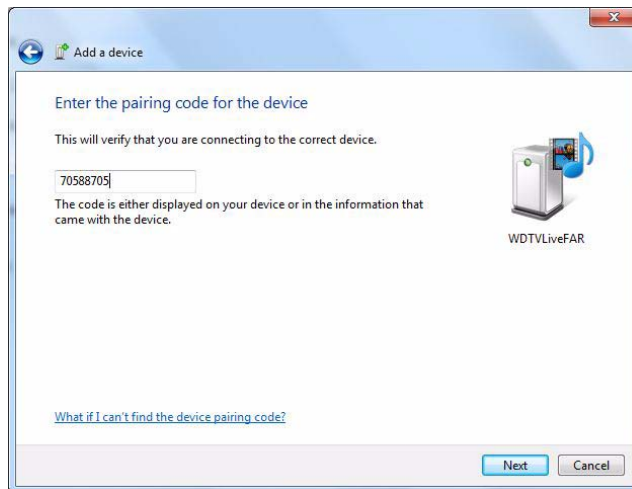 Add a device
Enter the pairing code for the device
This will verify that you are connecting to the correct device.
70588705
The code is either displayed on your device or in the information that
came with the device.
WDTVLiveFAR
What if I can't find the device pairing code?
Next
Cancel